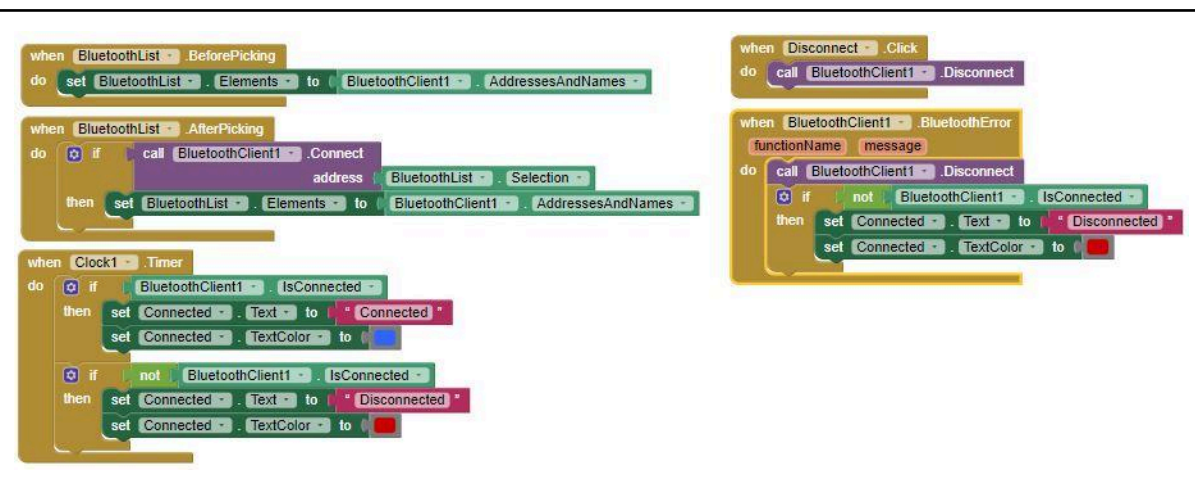 when BluetoothList .BeforePicking
do set BluetoothList . Elements to BluetoothClient1 . AddressesAndNames
when BluetoothList .AfterPicking
do if call BluetoothClient1 .Connect
address BluetoothList . Selection
then set BluetoothList . Elements to BluetoothClient1 . AddressesAndNames
when Clock1 .Timer
do if BluetoothClient1 . IsConnected
then set Connected . Text to " Connected "
set Connected . TextColor to
if not BluetoothClient1 . IsConnected
then set Connected . Text to " Disconnected "
set Connected . TextColor to
when Disconnect .Click
do call BluetoothClient1 .Disconnect
when BluetoothClient1 .BluetoothError
functionName message
do call BluetoothClient1 .Disconnect
if not BluetoothClient1 . IsConnected
then set Connected . Text to " Disconnected "
set Connected . TextColor to